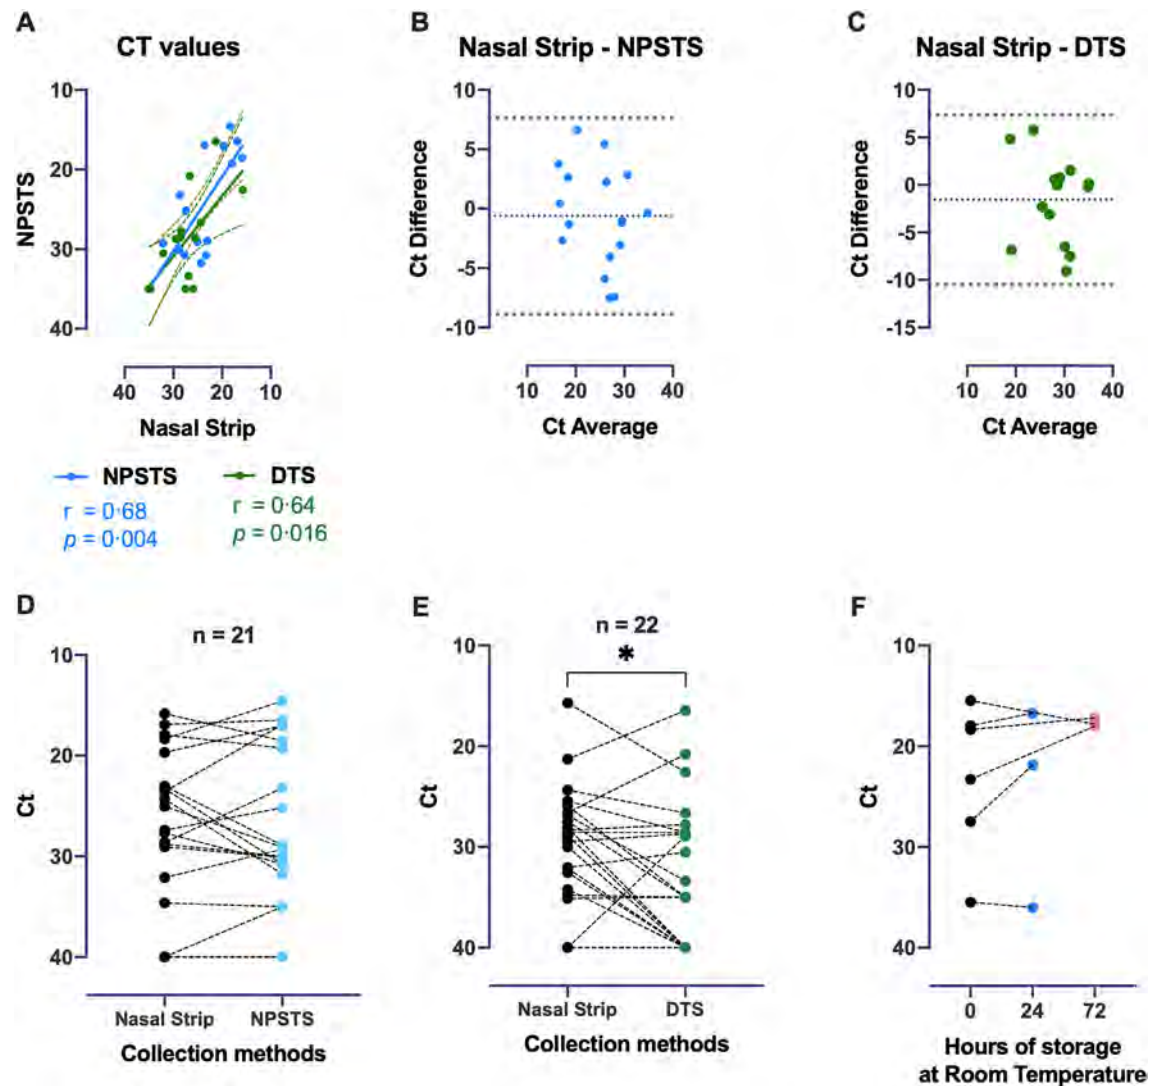 A
CT values
10
20
30
40
NPSTS
40 30 20 10
Nasal Strip
NPSTS
r = 0·68
p = 0·004
DTS
r = 0·64
p = 0·016
B
Nasal Strip - NPSTS
10
5
0
-5
-10
Ct Difference
10 20 30 40
Ct Average
C
Nasal Strip - DTS
10
5
0
-5
-10
-15
Ct Difference
10 20 30 40
Ct Average
D
n = 21
10
20
30
40
Ct
Nasal Strip NPSTS
Collection methods
E
n = 22
*
10
20
30
40
Ct
Nasal Strip DTS
Collection methods
F
10
20
30
40
Ct
0 24 72
Hours of storage
at Room Temperature